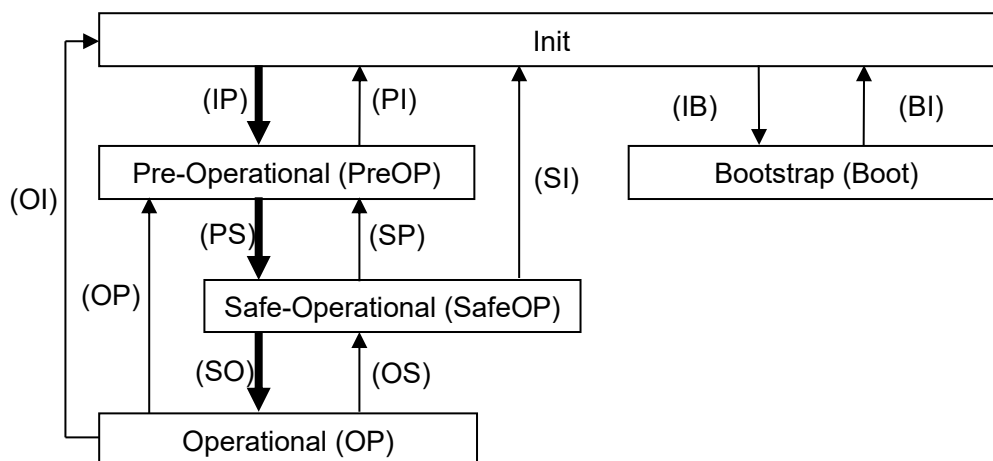 Init
(IP)
(PI)
(IB)
(BI)
Pre-Operational (PreOP)
Bootstrap (Boot)
(OI)
(SI)
(PS)
(SP)
(OP)
Safe-Operational (SafeOP)
(SO)
(OS)
Operational (OP)